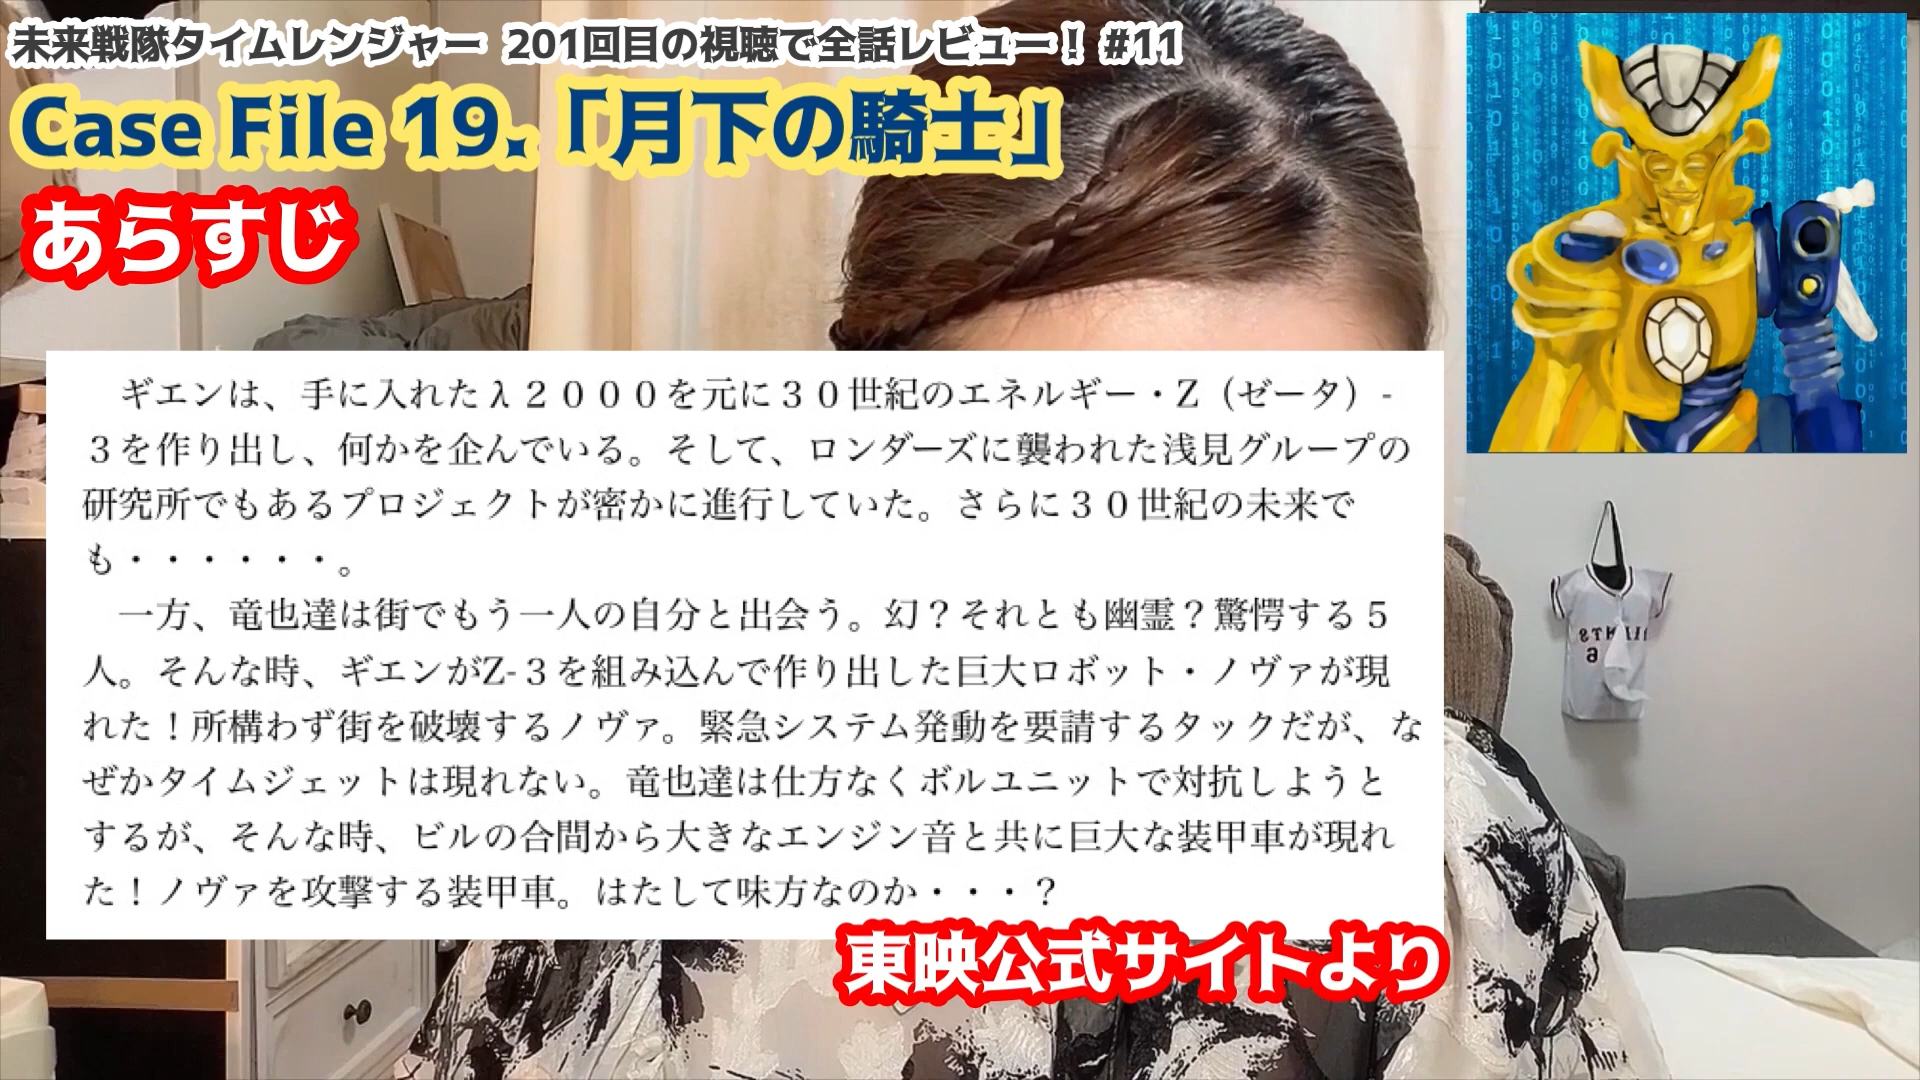 未来戦隊タイムレンジャー 201回目の視聴で全話レビュー！ #11
Case File 19.「月下の騎士」
あらすじ
　ギエンは、手に入れたλ２０００を元に３０世紀のエネルギー・Z（ゼータ）-
３を作り出し、何かを企んでいる。そして、ロンダーズに襲われた浅見グループの
研究所でもあるプロジェクトが密かに進行していた。さらに３０世紀の未来で
も・・・・・・。
　一方、竜也達は街でもう一人の自分と出会う。幻？それとも幽霊？驚愕する５
人。そんな時、ギエンがZ-３を組み込んで作り出した巨大ロボット・ノヴァが現
れた！所構わず街を破壊するノヴァ。緊急システム発動を要請するタックだが、な
ぜかタイムジェットは現れない。竜也達は仕方なくボルユニットで対抗しようと
するが、そんな時、ビルの合間から大きなエンジン音と共に巨大な装甲車が現れ
た！ノヴァを攻撃する装甲車。はたして味方なのか・・・？
東映公式サイトより